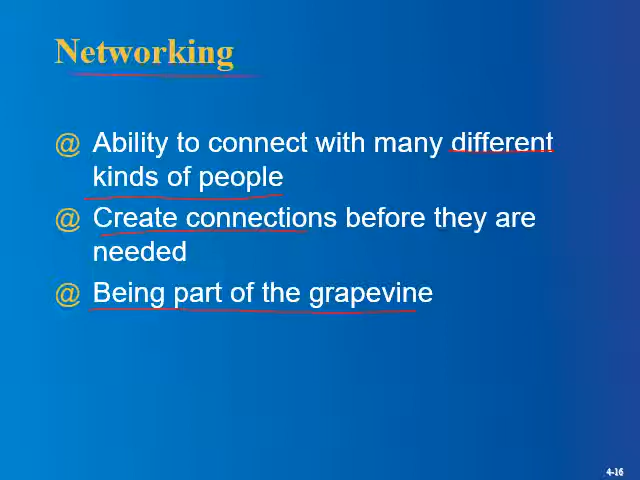 Networking
@ Ability to connect with many different
kinds of people
@ Create connections before they are
needed
@ Being part of the grapevine
4-16